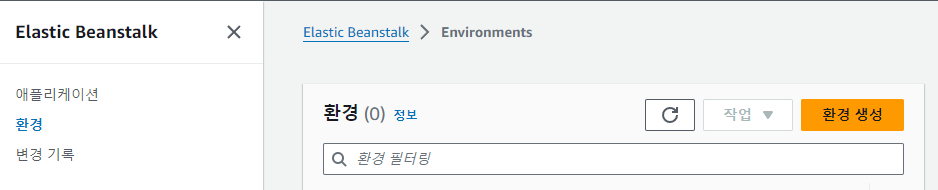 Elastic Beanstalk
애플리케이션
환경
변경 기록
Elastic Beanstalk > Environments
환경 (0) 정보
작업
환경 생성
환경 필터링